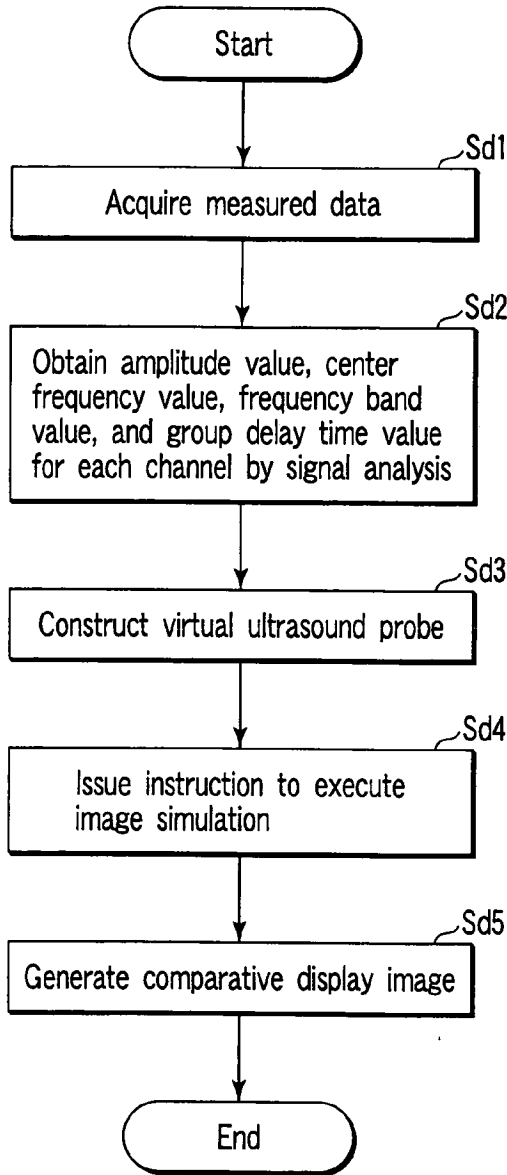 Start
Sd1
Acquire measured data
Sd2
Obtain amplitude value, center
frequency value, frequency band
value, and group delay time value
for each channel by signal analysis
Sd3
Construct virtual ultrasound probe
Sd4
Issue instruction to execute
image simulation
Sd5
Generate comparative display image
End